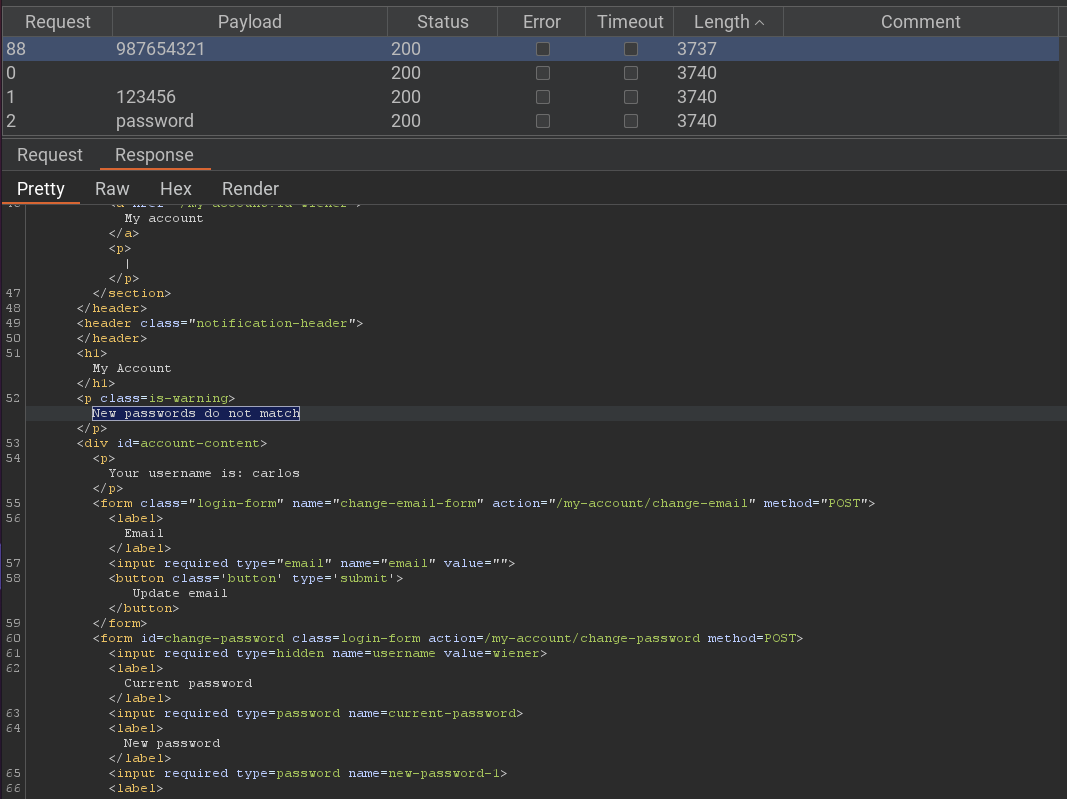 Request Payload Status Error Timeout Length Comment
88 987654321 200 3737
0 200 3740
1 123456 200 3740
2 password 200 3740
Request Response
Pretty Raw Hex Render
My account
</a>
<p>
|
</p>
47 </section>
48 </header>
49 <header class="notification-header">
50 </header>
51 <h1>
My Account
</h1>
52 <p class=is-warning>
New passwords do not match
</p>
53 <div id=account-content>
54 <p>
Your username is: carlos
</p>
55 <form class="login-form" name="change-email-form" action="/my-account/change-email" method="POST">
56 <label>
Email
</label>
57 <input required type="email" name="email" value="">
58 <button class='button' type='submit'>
Update email
</button>
59 </form>
60 <form id=change-password class=login-form action=/my-account/change-password method=POST>
61 <input required type=hidden name=username value=wiener>
62 <label>
Current password
</label>
63 <input required type=password name=current-password>
64 <label>
New password
</label>
65 <input required type=password name=new-password-1>
66 <label>